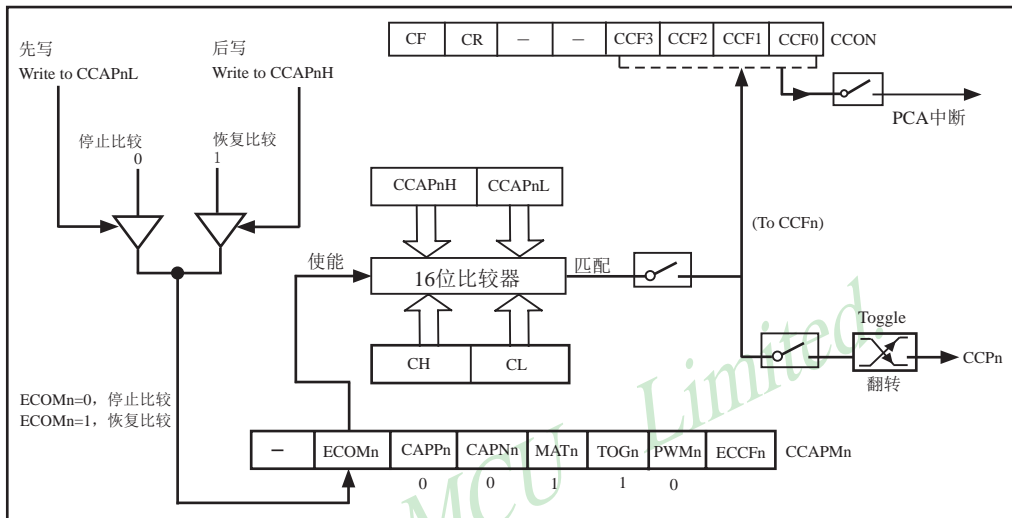 先写
Write to CCAPnL
后写
Write to CCAPnH
CF CR － － CCF3 CCF2 CCF1 CCF0 CCON
PCA中断
停止比较
0
恢复比较
1
CCAPnH CCAPnL
(To CCFn)
使能
16位比较器
匹配
CH CL
Toggle
CCPn
翻转
ECOMn=0，停止比较
ECOMn=1，恢复比较
－ ECOMn CAPPn CAPNn MATn TOGn PWMn ECCFn CCAPMn
0 0 1 1 0
MCU Limited.